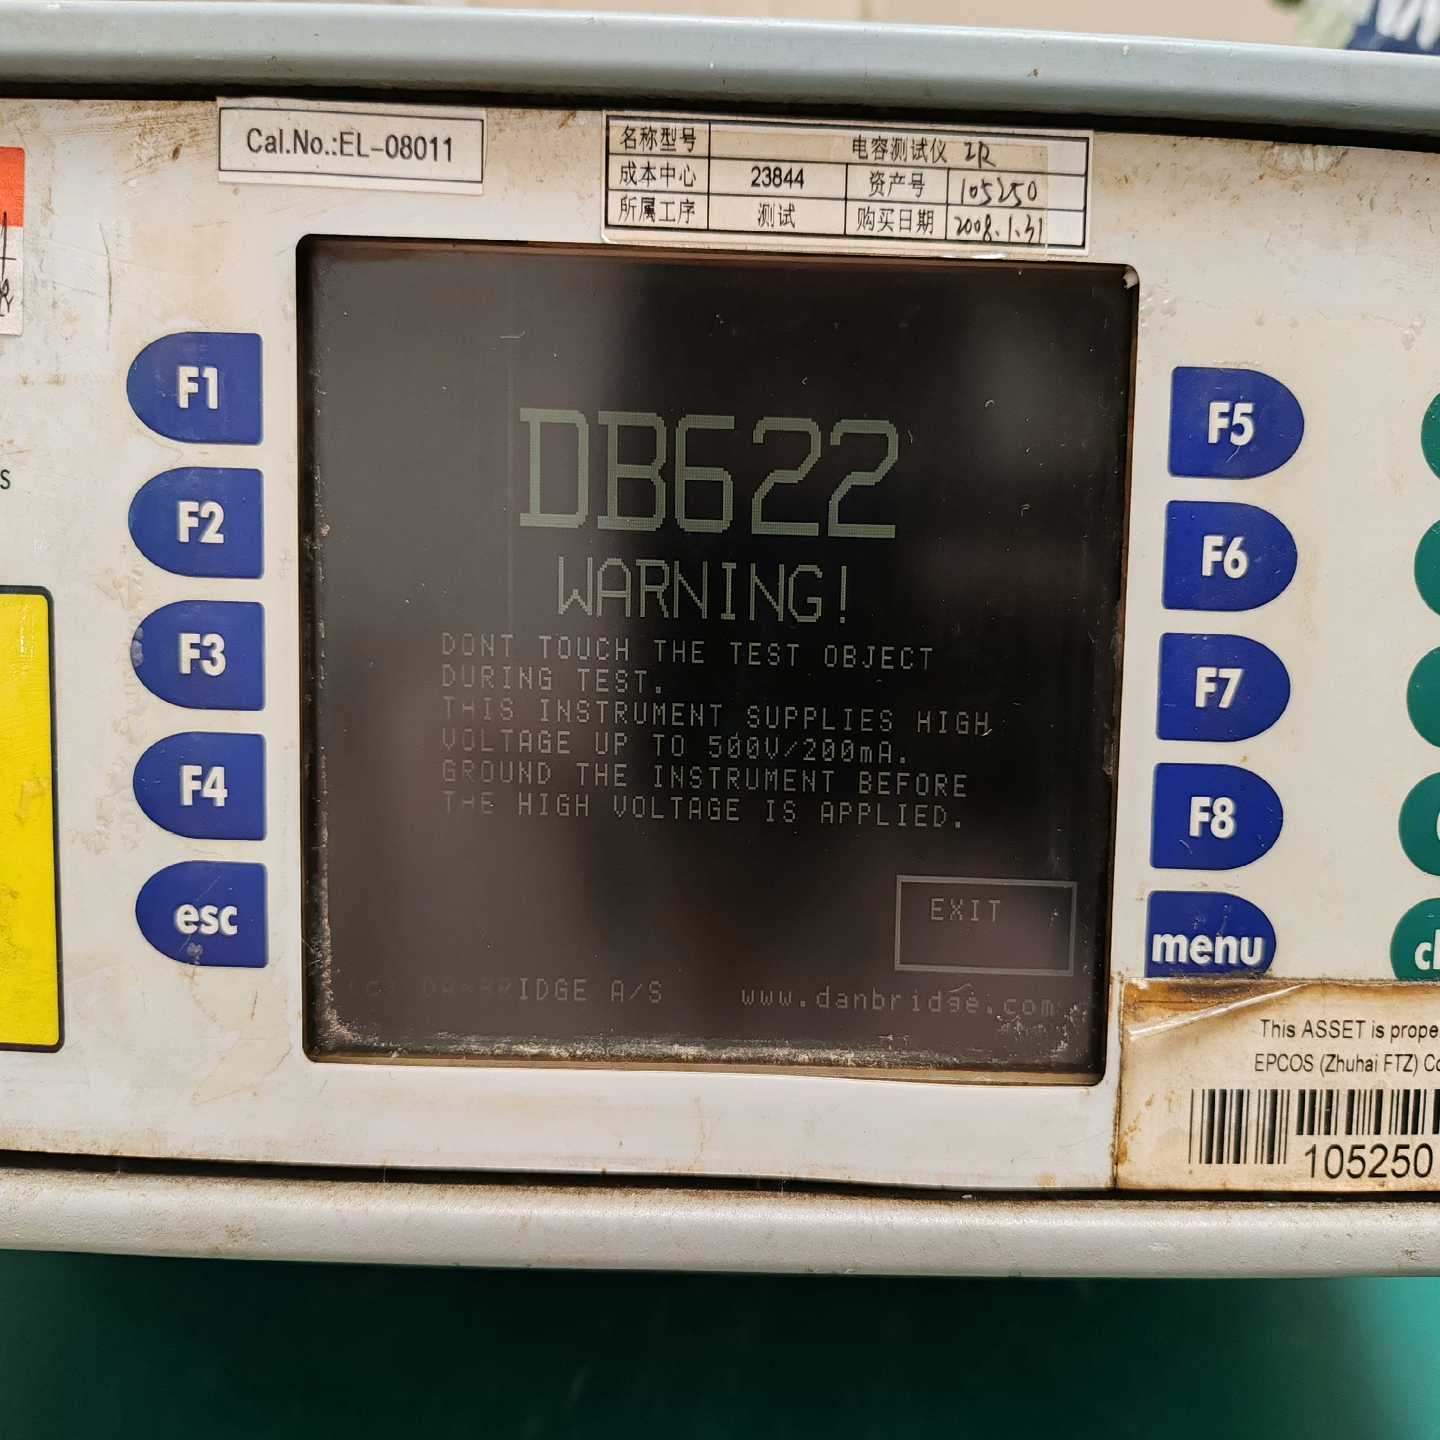 Cal.No.:EL-08011
名称型号 电容测试仪 IR
成本中心 23844 资产号 105250
所属工序 测试 购买日期 2008.1.31
F1
F2
F3
F4
esc
S
DB622
WARNING!
DONT TOUCH THE TEST OBJECT
DURING TEST.
THIS INSTRUMENT SUPPLIES HIGH
VOLTAGE UP TO 500V/200mA.
GROUND THE INSTRUMENT BEFORE
THE HIGH VOLTAGE IS APPLIED.
EXIT
(c) DANBRIDGE A/S www.danbridge.com
F5
F6
F7
F8
menu
cl
This ASSET is prope
EPCOS (Zhuhai FTZ) Co
105250